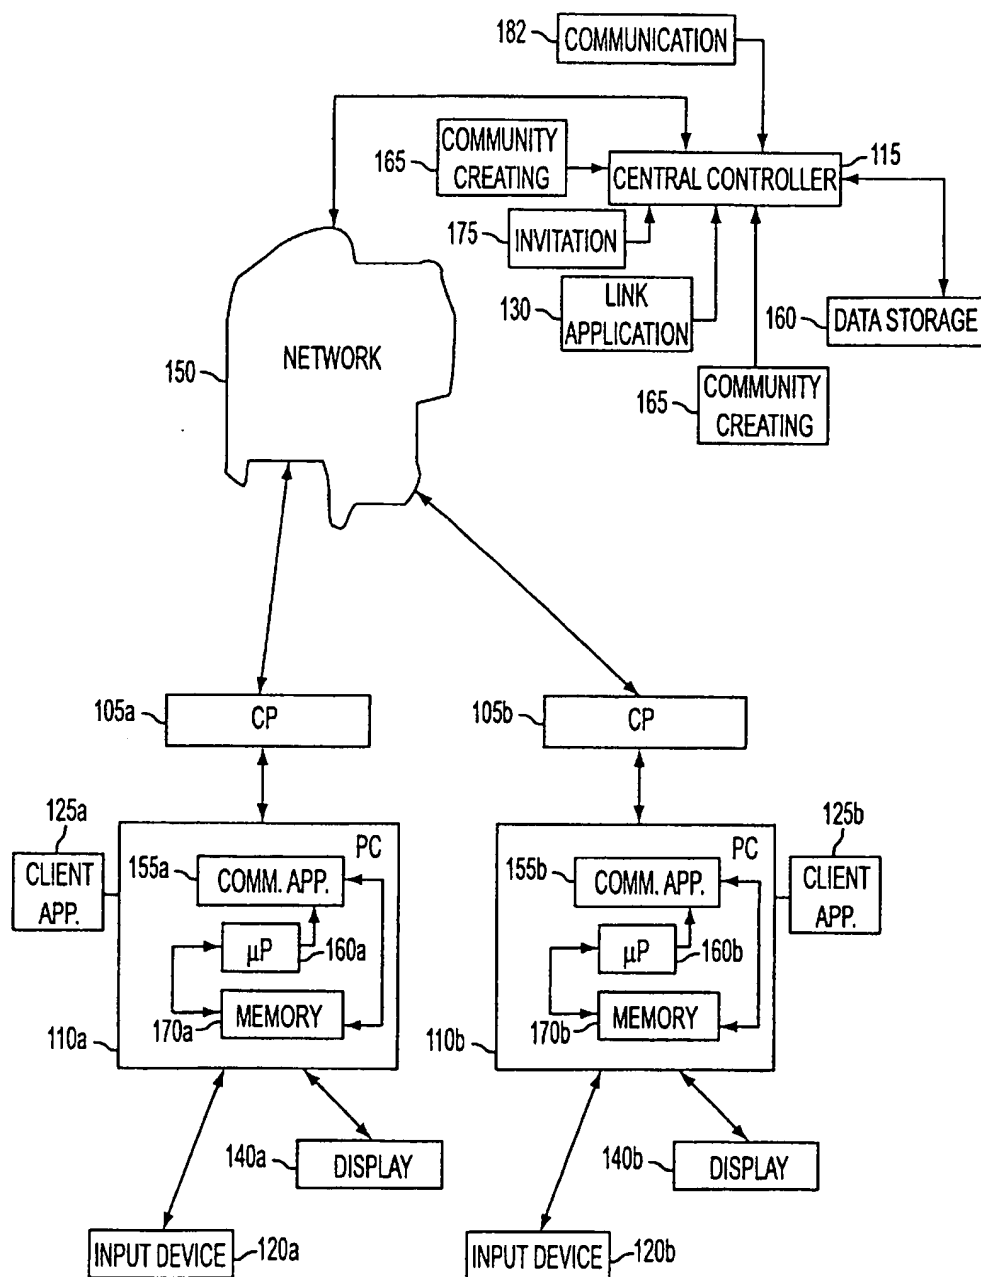 182
COMMUNICATION
165
COMMUNITY
CREATING
115
CENTRAL CONTROLLER
175
INVITATION
130
LINK
APPLICATION
160
DATA STORAGE
165
COMMUNITY
CREATING
150
NETWORK
105a
CP
105b
CP
125a
CLIENT
APP.
PC
155a
COMM. APP.
µP
160a
170a
MEMORY
110a
125b
CLIENT
APP.
PC
155b
COMM. APP.
µP
160b
170b
MEMORY
110b
140a
DISPLAY
140b
DISPLAY
INPUT DEVICE
120a
INPUT DEVICE
120b